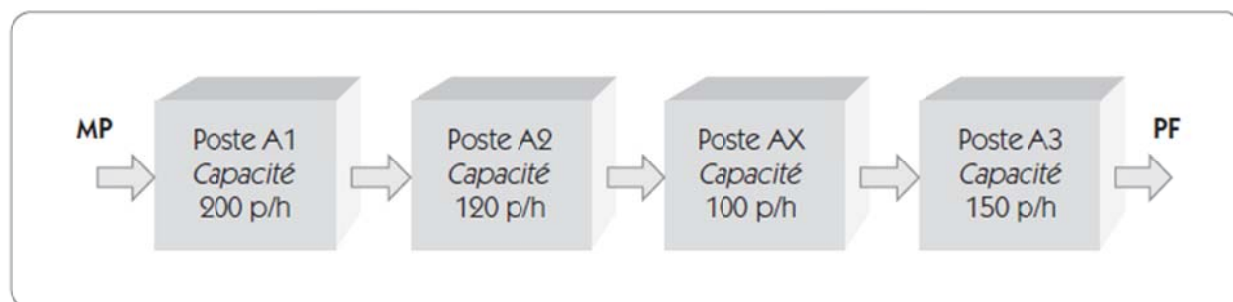 MP
Poste A1
Capacité
200 p/h
Poste A2
Capacité
120 p/h
Poste AX
Capacité
100 p/h
Poste A3
Capacité
150 p/h
PF